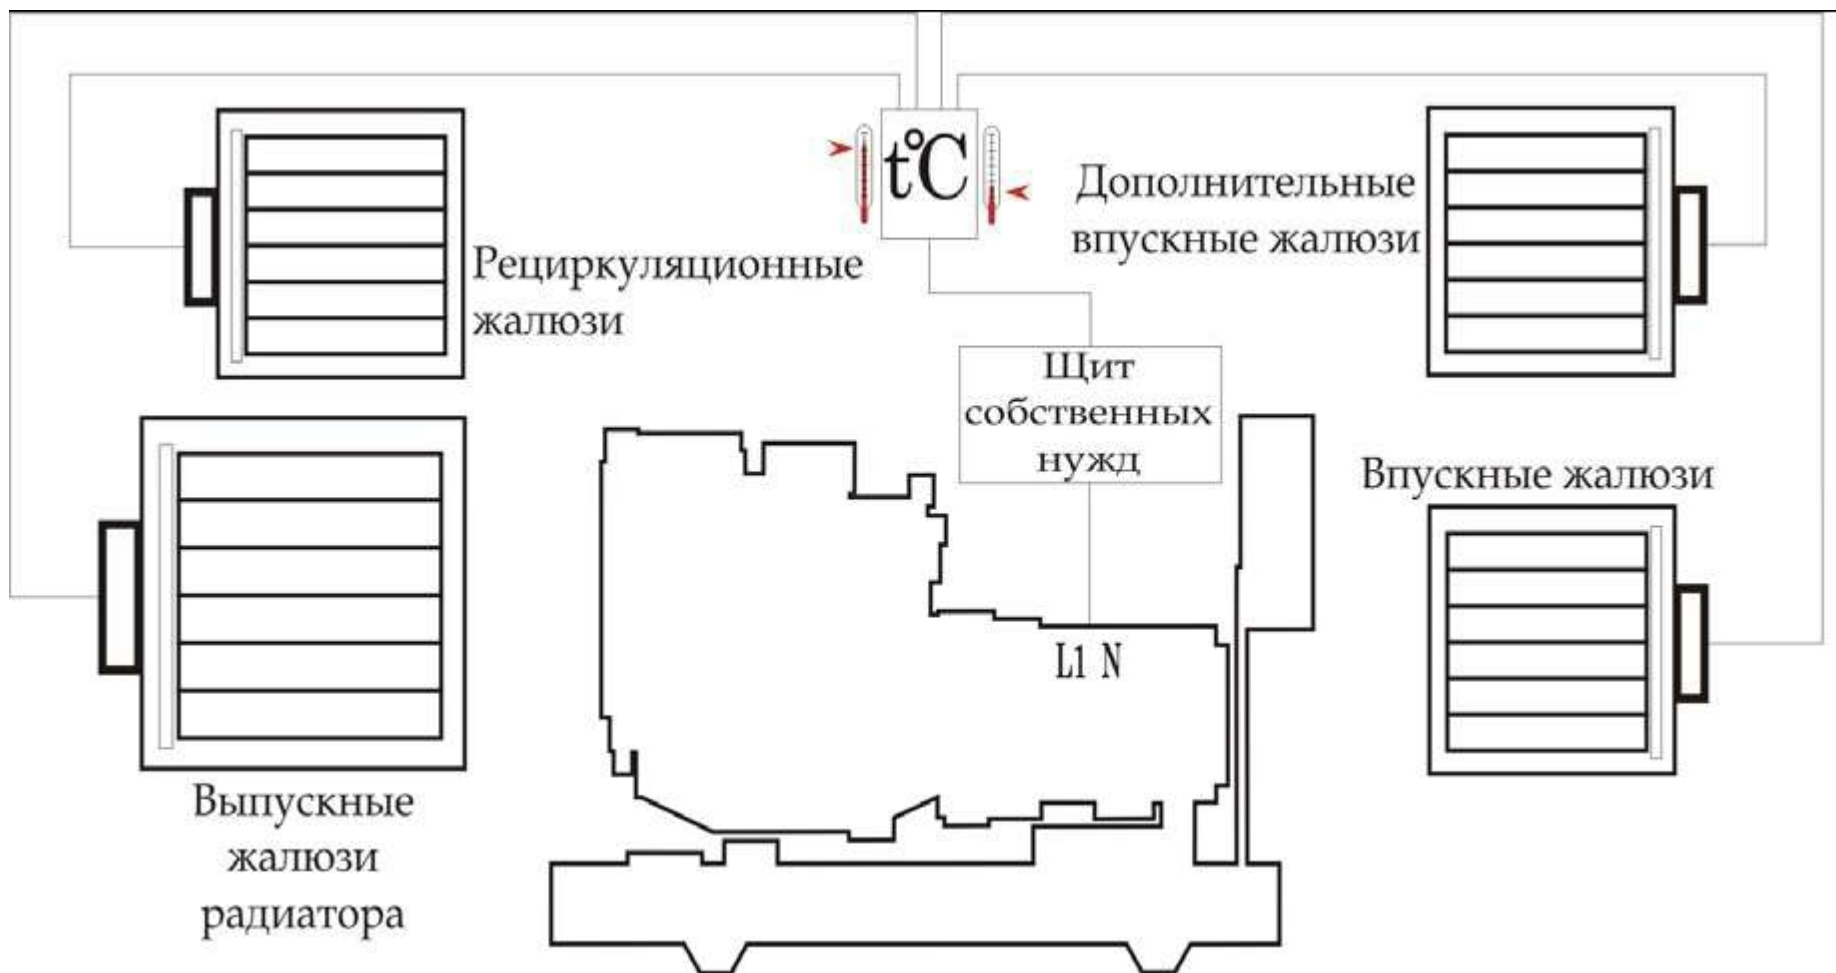 t°C
Рециркуляционные
жалюзи
Дополнительные
впускные жалюзи
Щит
собственных
нужд
Впускные жалюзи
L1 N
Выпускные
жалюзи
радиатора